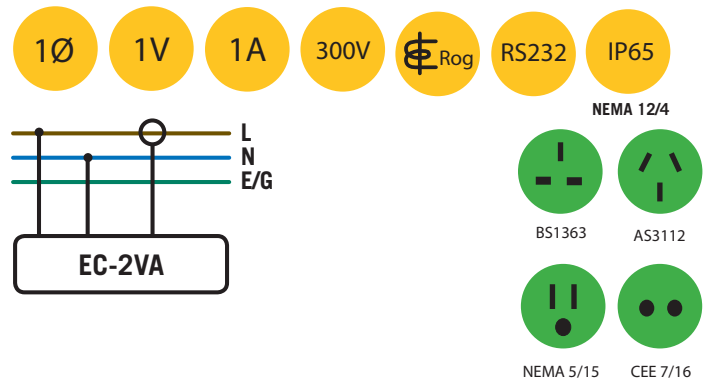 1Ø 1V 1A 300V Rog RS232 IP65
NEMA 12/4
L
N
E/G
EC-2VA
BS1363 AS3112
NEMA 5/15 CEE 7/16